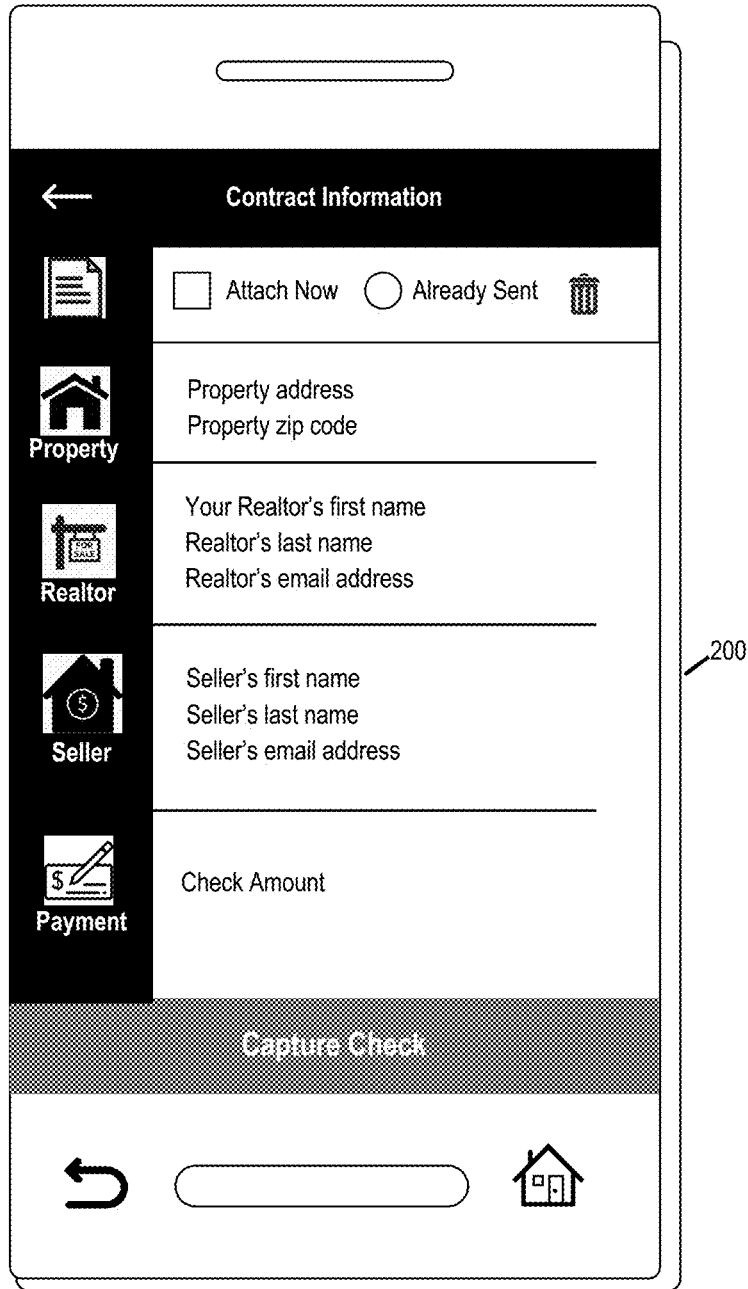 Contract Information
Attach Now Already Sent
Property address
Property zip code
Property
Your Realtor's first name
Realtor's last name
Realtor's email address
FOR
SALE
Realtor
Seller's first name
Seller's last name
Seller's email address
$
Seller
200
$
Check Amount
Payment
Capture Check